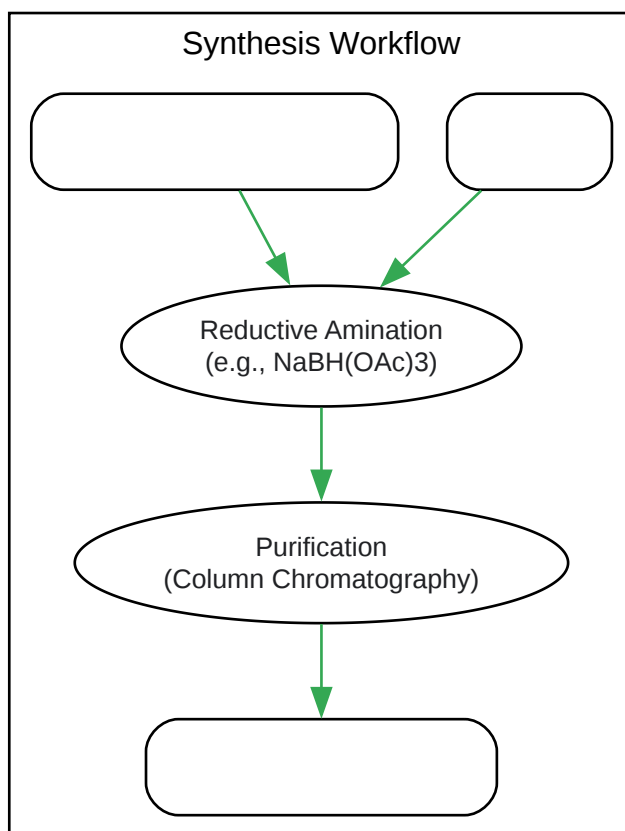 Synthesis Workflow
Reductive Amination
(e.g., NaBH(OAc)3)
Purification
(Column Chromatography)